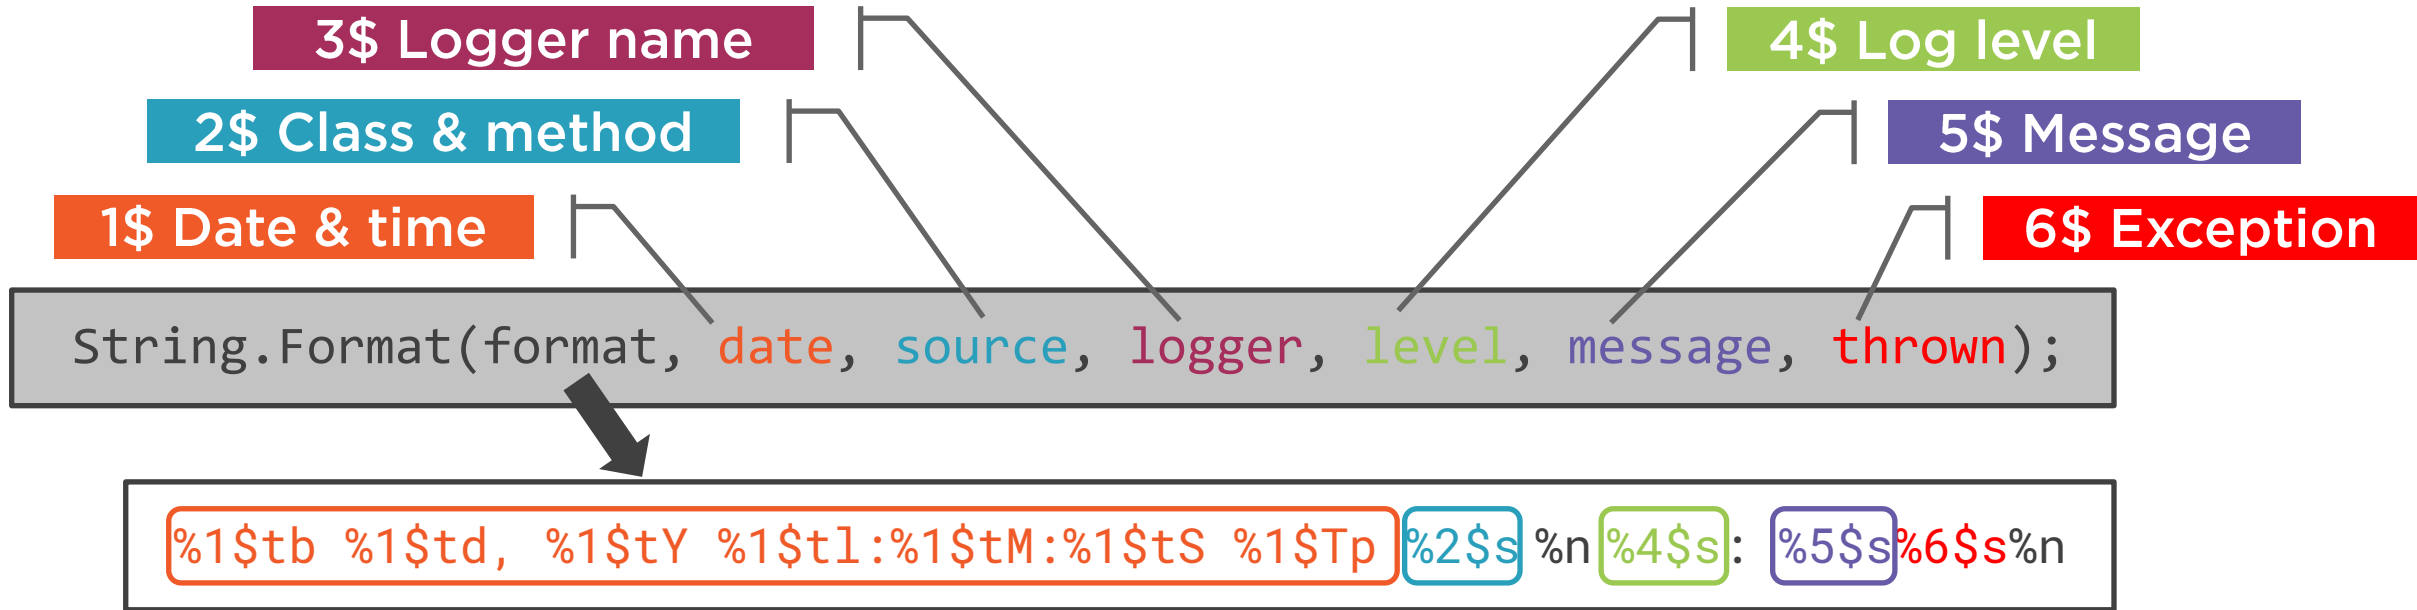 3$ Logger name
4$ Log level
2$ Class & method
5$ Message
1$ Date & time
6$ Exception
String.Format(format, date, source, logger, level, message, thrown);
%1$tb %1$td, %1$tY %1$tl:%1$tM:%1$tS %1$Tp %2$s %n %4$s: %5$s%6$s%n